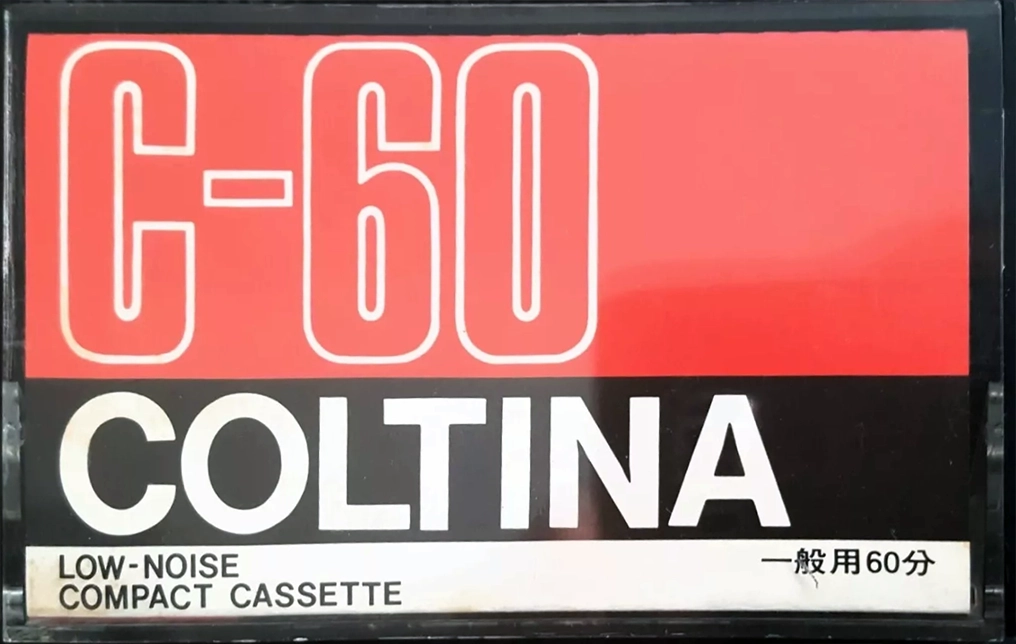 C-60
COLTINA
LOW-NOISE
COMPACT CASSETTE
一般用60分